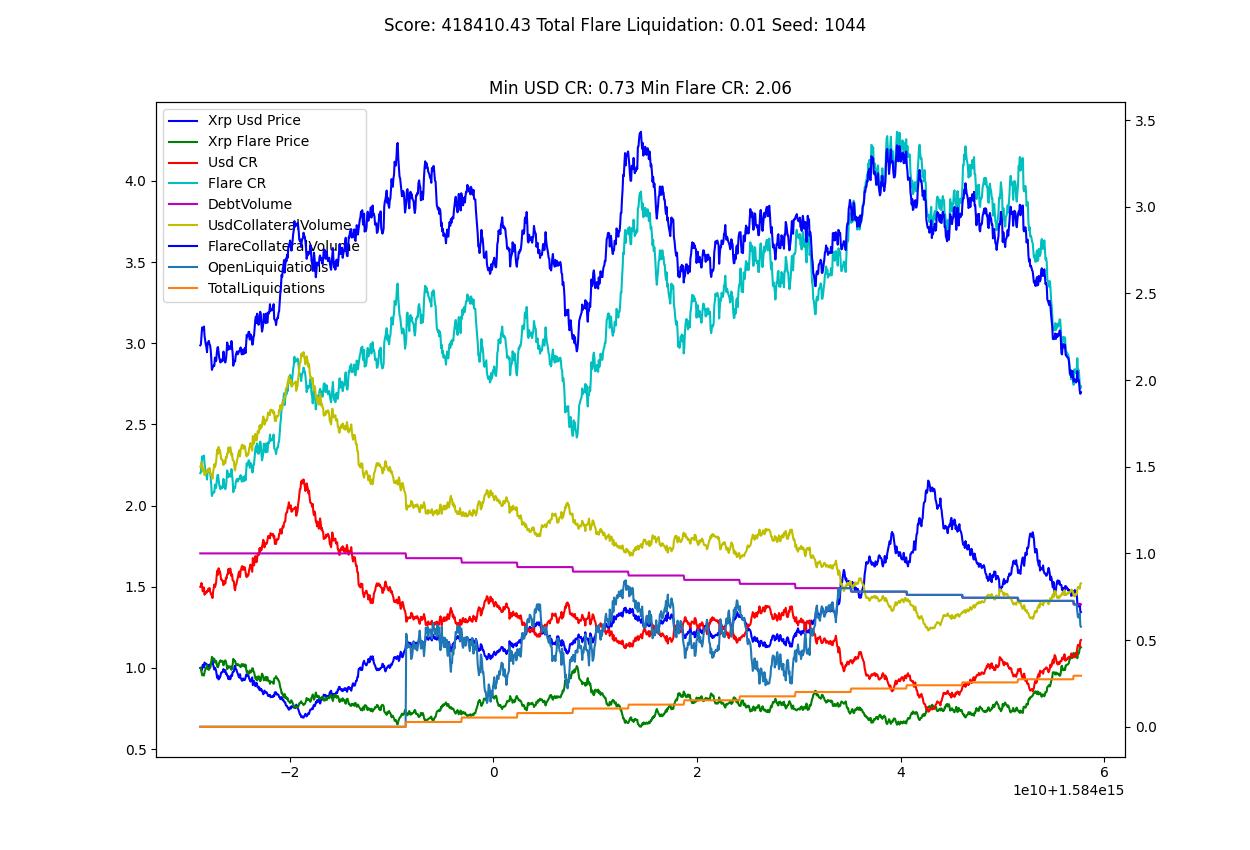 Score: 418410.43 Total Flare Liquidation: 0.01 Seed: 1044
Min USD CR: 0.73 Min Flare CR: 2.06
Xrp Usd Price
Xrp Flare Price
Usd CR
Flare CR
DebtVolume
UsdCollateralVolume
FlareCollateralVolume
OpenLiquidations
TotalLiquidations
4.0
3.5
3.0
2.5
2.0
1.5
1.0
0.5
3.5
3.0
2.5
2.0
1.5
1.0
0.5
0.0
−2 0 2 4 6
1e10+1.584e15